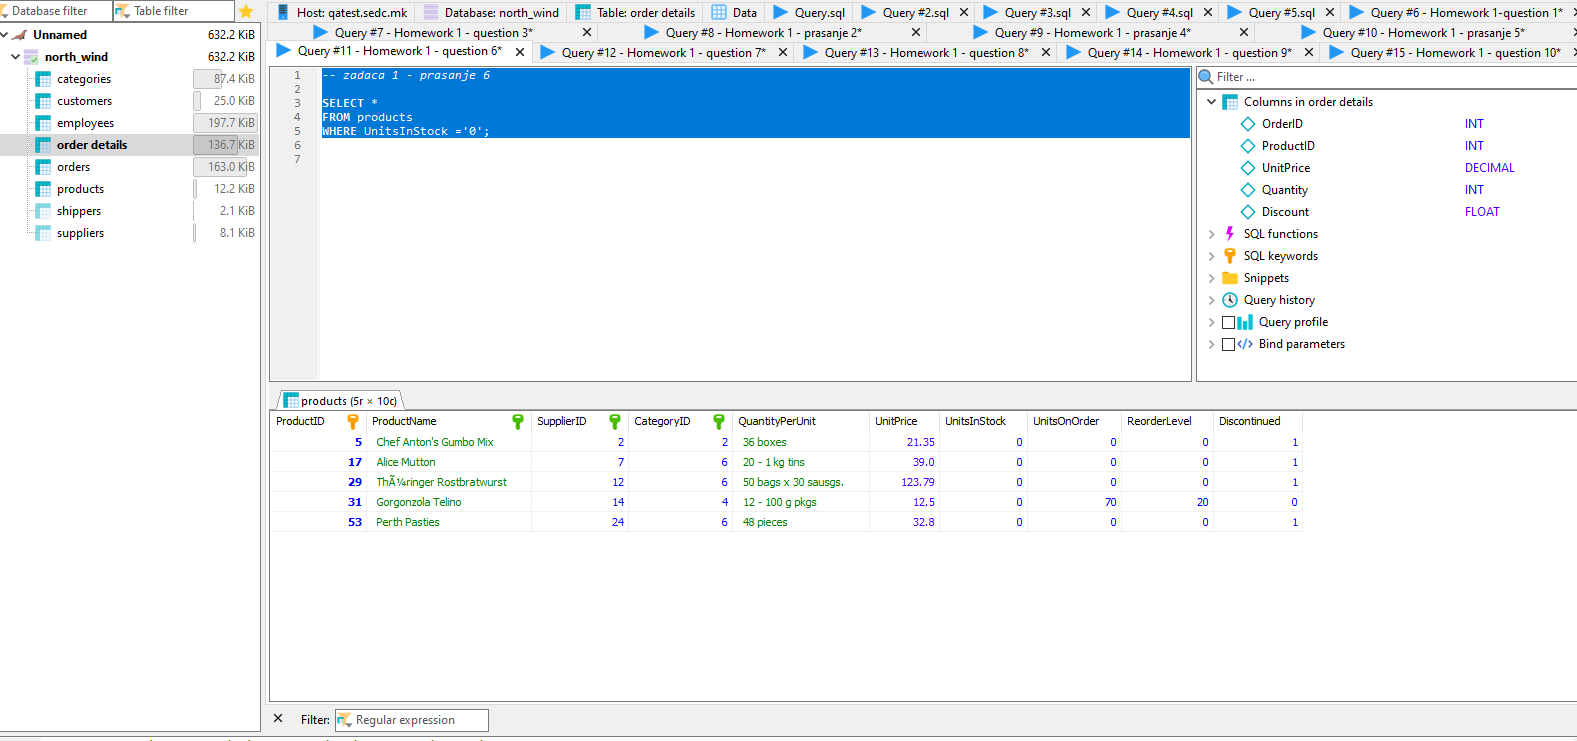 Database filter Table filter
Host: qatest.sedc.mk Database: north_wind Table: order details Data Query.sql Query #2.sql Query #3.sql Query #4.sql Query #5.sql Query #6 - Homework 1-question 1*
Query #7 - Homework 1 - question 3* Query #8 - Homework 1 - prasanje 2* Query #9 - Homework 1 - prasanje 4* Query #10 - Homework 1 - prasanje 5*
Query #11 - Homework 1 - question 6* Query #12 - Homework 1 - question 7* Query #13 - Homework 1 - question 8* Query #14 - Homework 1 - question 9* Query #15 - Homework 1 - question 10*
Unnamed 632.2 KiB
north_wind 632.2 KiB
categories 87.4 KiB
customers 25.0 KiB
employees 197.7 KiB
order details 136.7 KiB
orders 163.0 KiB
products 12.2 KiB
shippers 2.1 KiB
suppliers 8.1 KiB
1 -- zadaca 1 - prasanje 6
2
3 SELECT *
4 FROM products
5 WHERE UnitsInStock ='0';
6
7
Filter ...
Columns in order details
OrderID INT
ProductID INT
UnitPrice DECIMAL
Quantity INT
Discount FLOAT
SQL functions
SQL keywords
Snippets
Query history
Query profile
Bind parameters
products (5r × 10c)
ProductID ProductName SupplierID CategoryID QuantityPerUnit UnitPrice UnitsInStock UnitsOnOrder ReorderLevel Discontinued
5 Chef Anton's Gumbo Mix 2 2 36 boxes 21.35 0 0 0 1
17 Alice Mutton 7 6 20 - 1 kg tins 39.0 0 0 0 1
29 ThÃ¼ringer Rostbratwurst 12 6 50 bags x 30 sausgs. 123.79 0 0 0 1
31 Gorgonzola Telino 14 4 12 - 100 g pkgs 12.5 0 70 20 0
53 Perth Pasties 24 6 48 pieces 32.8 0 0 0 1
Filter: Regular expression